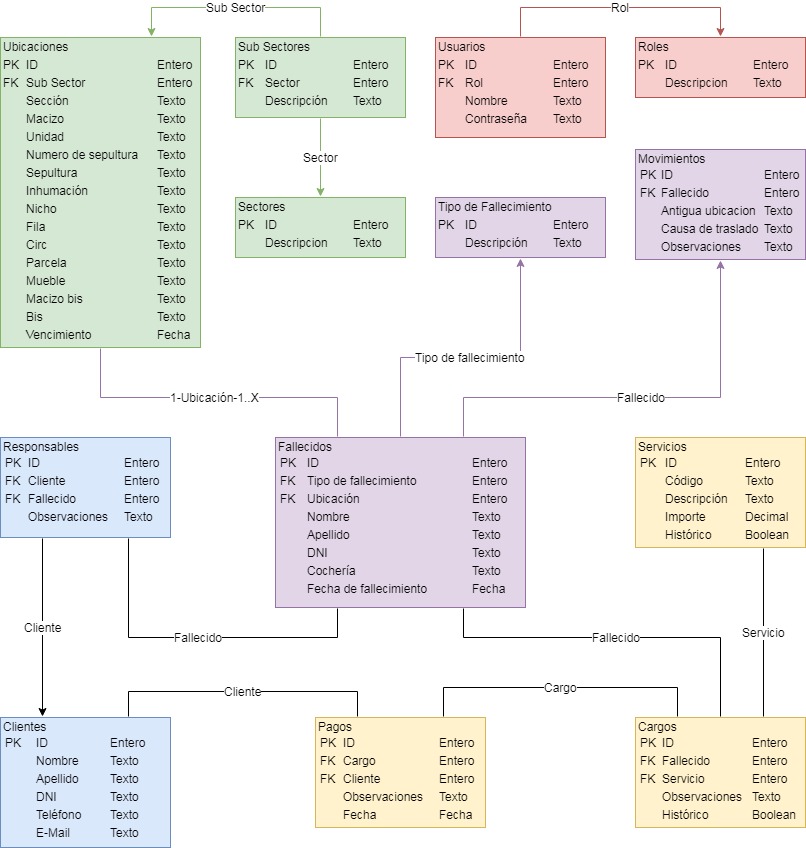 Sub Sector
Rol
Ubicaciones
PK ID Entero
FK Sub Sector Entero
Sección Texto
Macizo Texto
Unidad Texto
Numero de sepultura Texto
Sepultura Texto
Inhumación Texto
Nicho Texto
Fila Texto
Circ Texto
Parcela Texto
Mueble Texto
Macizo bis Texto
Bis Texto
Vencimiento Fecha
Sub Sectores
PK ID Entero
FK Sector Entero
Descripción Texto
Sector
Sectores
PK ID Entero
Descripcion Texto
Usuarios
PK ID Entero
FK Rol Entero
Nombre Texto
Contraseña Texto
Roles
PK ID Entero
Descripcion Texto
Tipo de Fallecimiento
PK ID Entero
Descripción Texto
Movimientos
PK ID Entero
FK Fallecido Entero
Antigua ubicacion Texto
Causa de traslado Texto
Observaciones Texto
Tipo de fallecimiento
1-Ubicación-1..X
Fallecido
Responsables
PK ID Entero
FK Cliente Entero
FK Fallecido Entero
Observaciones Texto
Fallecidos
PK ID Entero
FK Tipo de fallecimiento Entero
FK Ubicación Entero
Nombre Texto
Apellido Texto
DNI Texto
Cochería Texto
Fecha de fallecimiento Fecha
Servicios
PK ID Entero
Código Texto
Descripción Texto
Importe Decimal
Histórico Boolean
Cliente
Fallecido
Fallecido
Servicio
Cliente
Cargo
Clientes
PK ID Entero
Nombre Texto
Apellido Texto
DNI Texto
Teléfono Texto
E-Mail Texto
Pagos
PK ID Entero
FK Cargo Entero
FK Cliente Entero
Observaciones Texto
Fecha Fecha
Cargos
PK ID Entero
FK Fallecido Entero
FK Servicio Entero
Observaciones Texto
Histórico Boolean